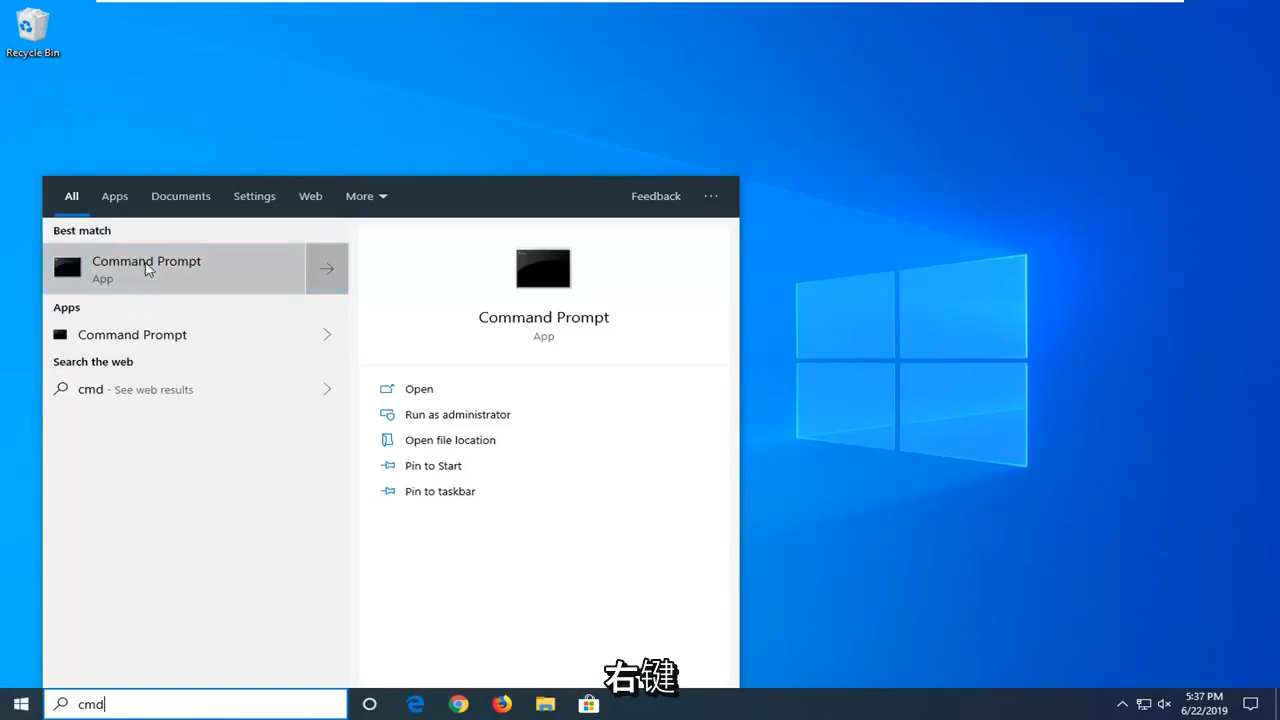 Recycle Bin
All Apps Documents Settings Web More Feedback ...
Best match
Command Prompt
App
Apps
Command Prompt
Search the web
cmd - See web results
Command Prompt
App
Open
Run as administrator
Open file location
Pin to Start
Pin to taskbar
右键
cmd
5:37 PM
6/22/2019